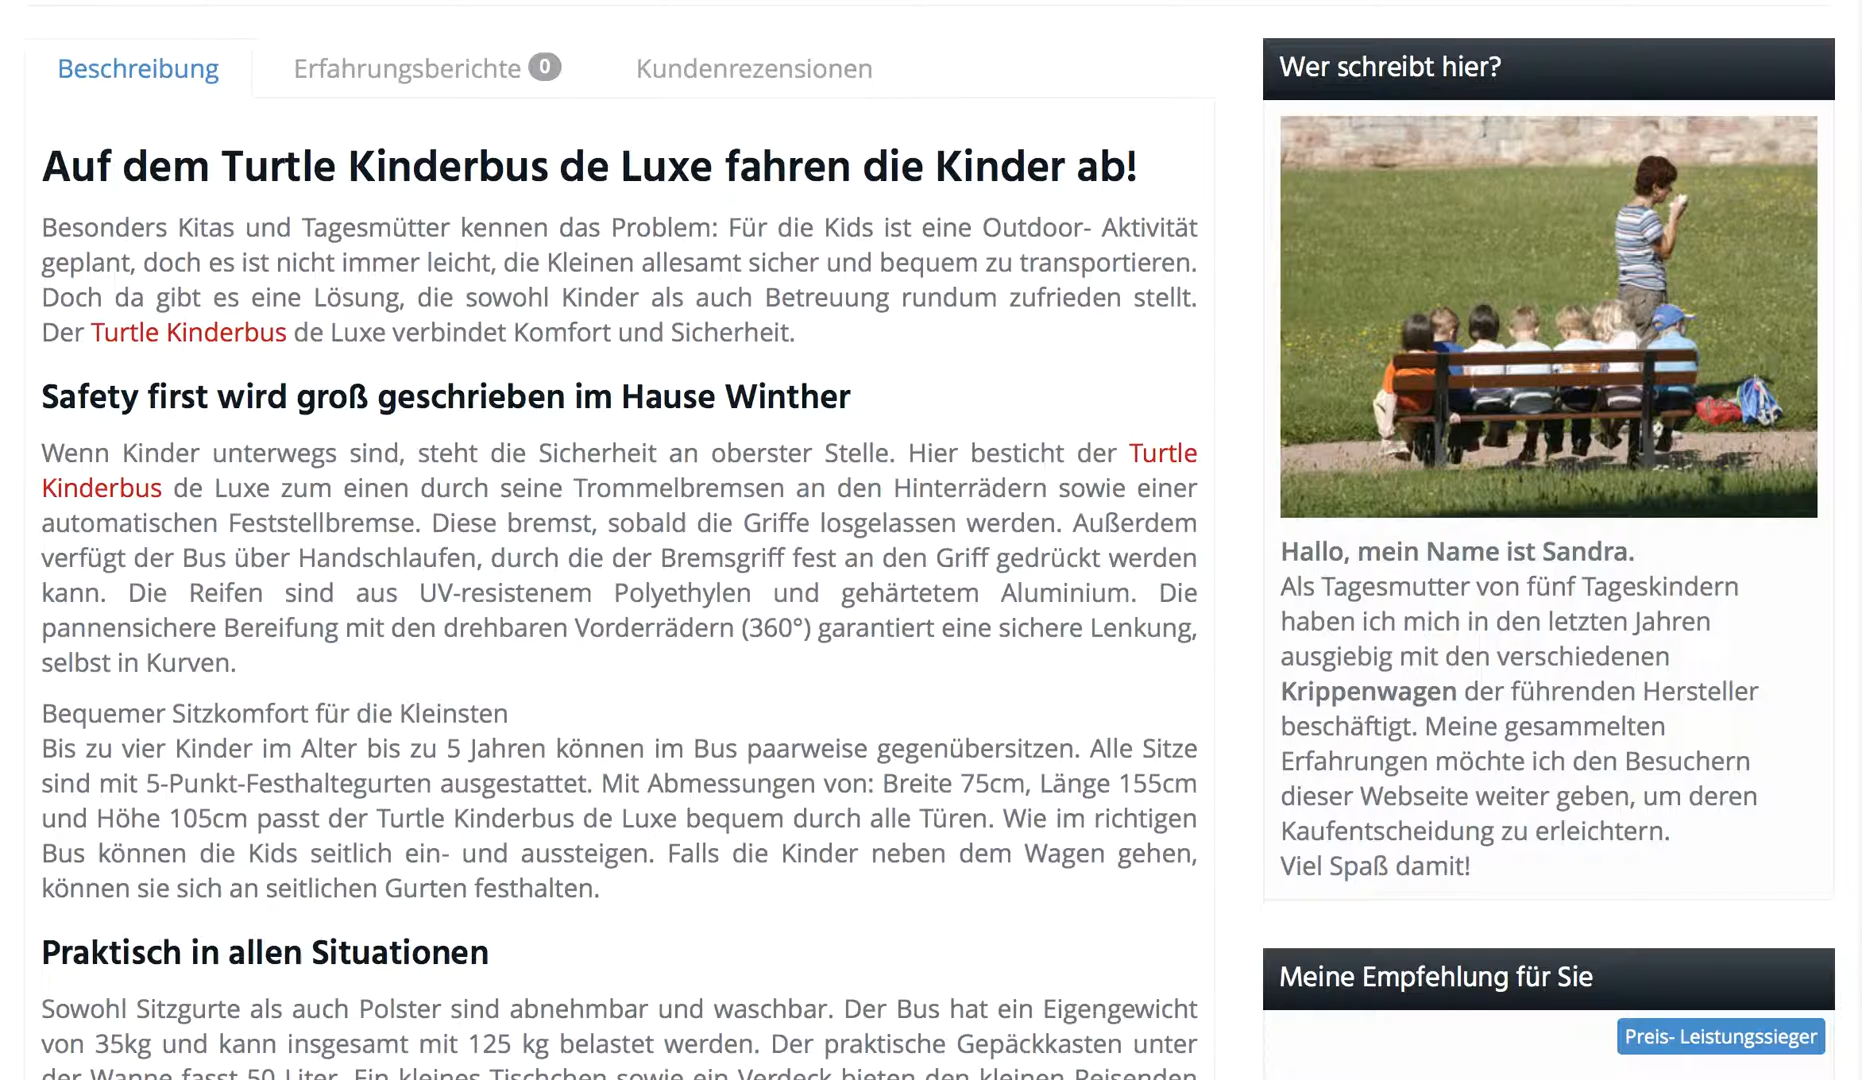 Beschreibung
Erfahrungsberichte 0
Kundenrezensionen
Auf dem Turtle Kinderbus de Luxe fahren die Kinder ab!
Besonders Kitas und Tagesmütter kennen das Problem: Für die Kids ist eine Outdoor- Aktivität
geplant, doch es ist nicht immer leicht, die Kleinen allesamt sicher und bequem zu transportieren.
Doch da gibt es eine Lösung, die sowohl Kinder als auch Betreuung rundum zufrieden stellt.
Der Turtle Kinderbus de Luxe verbindet Komfort und Sicherheit.
Safety first wird groß geschrieben im Hause Winther
Wenn Kinder unterwegs sind, steht die Sicherheit an oberster Stelle. Hier besticht der Turtle
Kinderbus de Luxe zum einen durch seine Trommelbremsen an den Hinterrädern sowie einer
automatischen Feststellbremse. Diese bremst, sobald die Griffe losgelassen werden. Außerdem
verfügt der Bus über Handschlaufen, durch die der Bremsgriff fest an den Griff gedrückt werden
kann. Die Reifen sind aus UV-resistenem Polyethylen und gehärtetem Aluminium. Die
pannensichere Bereifung mit den drehbaren Vorderrädern (360°) garantiert eine sichere Lenkung,
selbst in Kurven.
Bequemer Sitzkomfort für die Kleinsten
Bis zu vier Kinder im Alter bis zu 5 Jahren können im Bus paarweise gegenübersitzen. Alle Sitze
sind mit 5-Punkt-Festhaltegurten ausgestattet. Mit Abmessungen von: Breite 75cm, Länge 155cm
und Höhe 105cm passt der Turtle Kinderbus de Luxe bequem durch alle Türen. Wie im richtigen
Bus können die Kids seitlich ein- und aussteigen. Falls die Kinder neben dem Wagen gehen,
können sie sich an seitlichen Gurten festhalten.
Praktisch in allen Situationen
Sowohl Sitzgurte als auch Polster sind abnehmbar und waschbar. Der Bus hat ein Eigengewicht
von 35kg und kann insgesamt mit 125 kg belastet werden. Der praktische Gepäckkasten unter
der Wanne fasst 50 Liter. Ein kleines Tischchen sowie ein Verdeck bieten den kleinen Reisenden
Wer schreibt hier?
Hallo, mein Name ist Sandra.
Als Tagesmutter von fünf Tageskindern
haben ich mich in den letzten Jahren
ausgiebig mit den verschiedenen
Krippenwagen der führenden Hersteller
beschäftigt. Meine gesammelten
Erfahrungen möchte ich den Besuchern
dieser Webseite weiter geben, um deren
Kaufentscheidung zu erleichtern.
Viel Spaß damit!
Meine Empfehlung für Sie
Preis- Leistungssieger